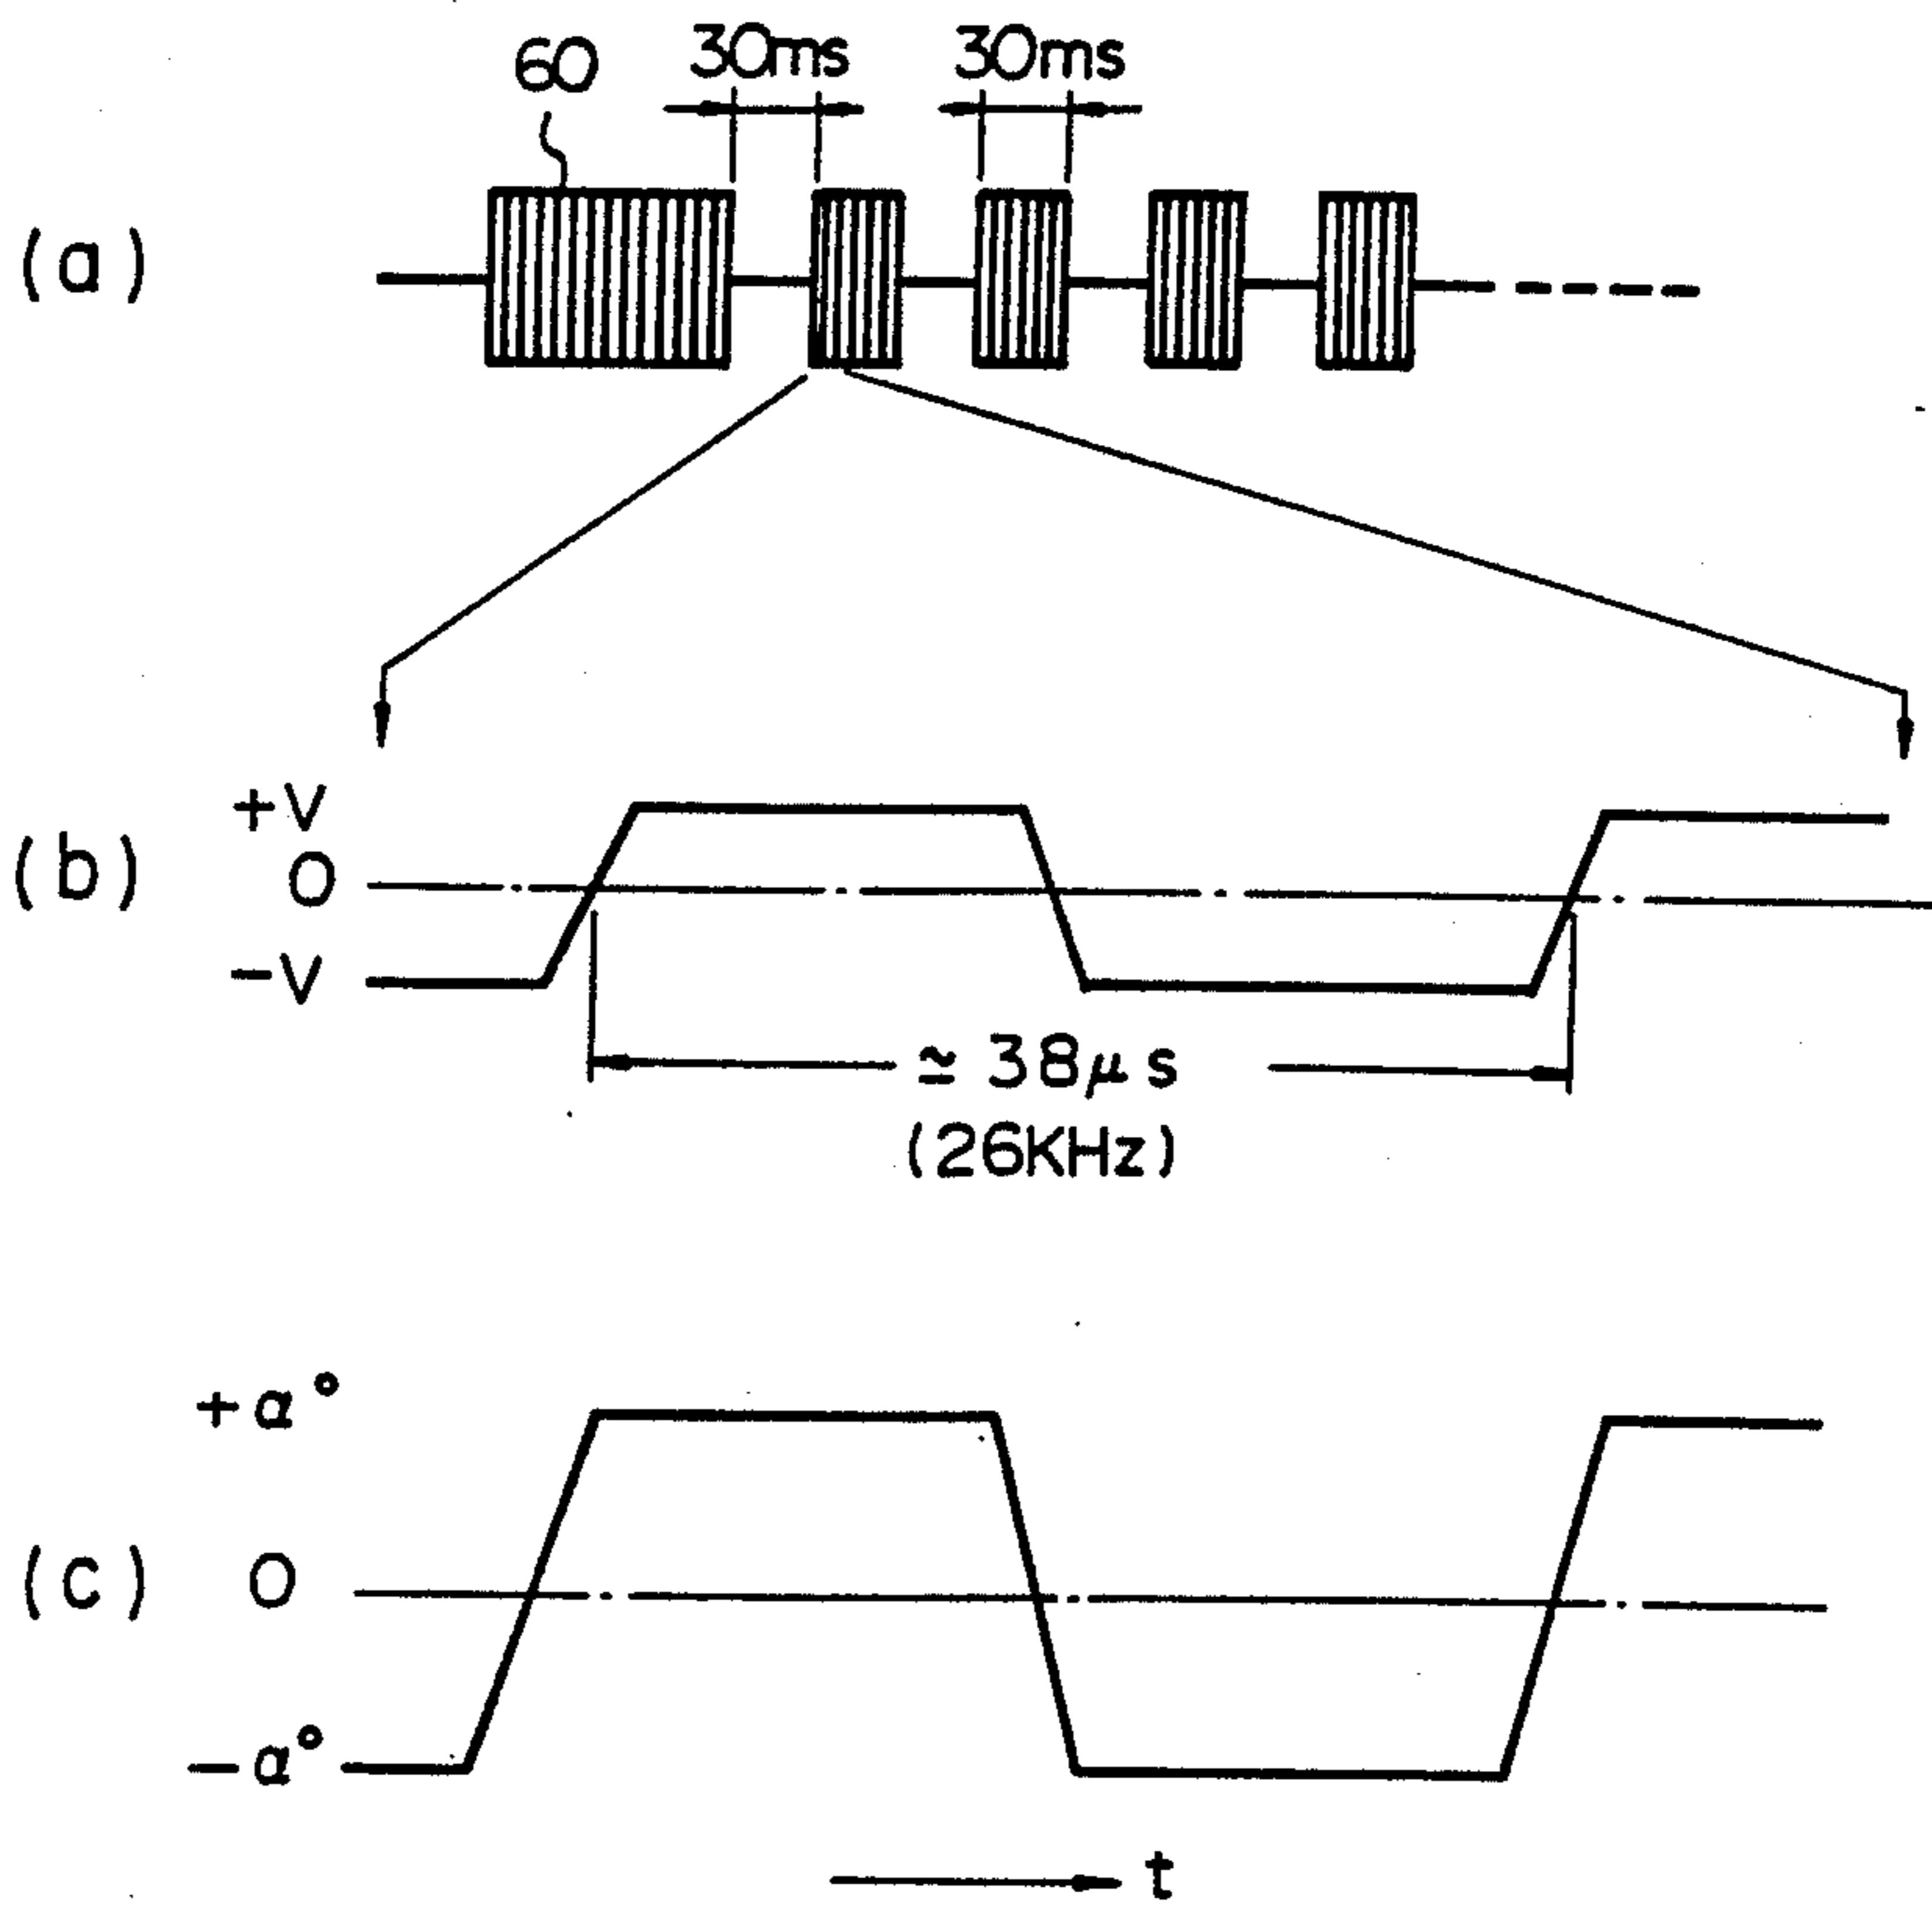 60 30ms 30ms
(a)
+V
(b) 0
-V
≃ 38μs
(26KHz)
+α°
(c) 0
-α°
t